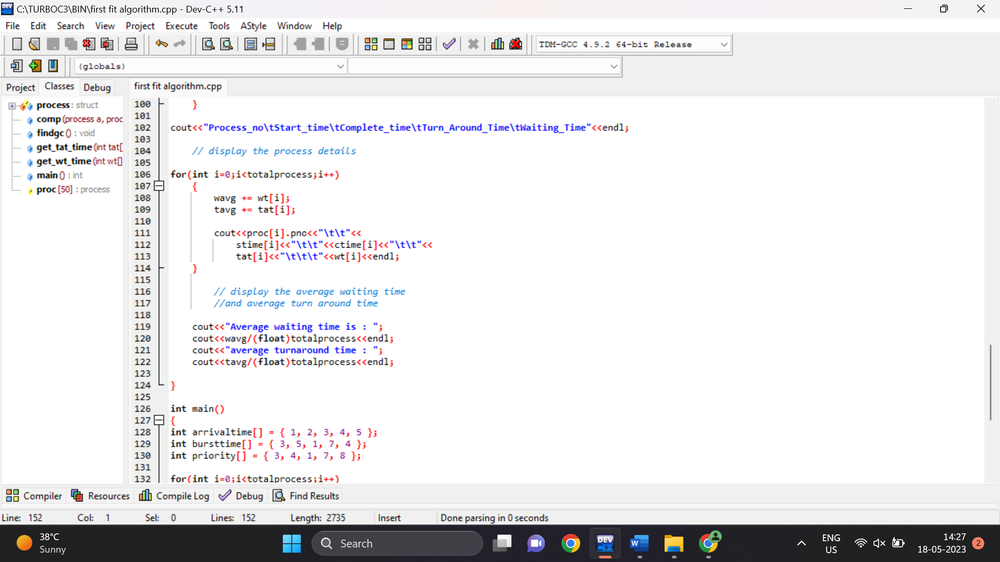 C:\TURBOC3\BIN\first fit algorithm.cpp - Dev-C++ 5.11
File Edit Search View Project Execute Tools AStyle Window Help
TDM-GCC 4.9.2 64-bit Release
(globals)
Project Classes Debug
first fit algorithm.cpp
process : struct
comp (process a, proc
findgc () : void
get_tat_time (int tat[
get_wt_time (int wt[]
main () : int
proc [50] : process
100 }
101
102 cout<<"Process_no\tStart_time\tComplete_time\tTurn_Around_Time\tWaiting_Time"<<endl;
103
104 // display the process details
105
106 for(int i=0;i<totalprocess;i++)
107 {
108 wavg += wt[i];
109 tavg += tat[i];
110
111 cout<<proc[i].pno<<"\t\t"<<
112 stime[i]<<"\t\t"<<ctime[i]<<"\t\t"<<
113 tat[i]<<"\t\t\t"<<wt[i]<<endl;
114 }
115
116 // display the average waiting time
117 //and average turn around time
118
119 cout<<"Average waiting time is : ";
120 cout<<wavg/(float)totalprocess<<endl;
121 cout<<"average turnaround time : ";
122 cout<<tavg/(float)totalprocess<<endl;
123
124 }
125
126 int main()
127 {
128 int arrivaltime[] = { 1, 2, 3, 4, 5 };
129 int bursttime[] = { 3, 5, 1, 7, 4 };
130 int priority[] = { 3, 4, 1, 7, 8 };
131
132 for(int i=0;i<totalprocess;i++)
Compiler Resources Compile Log Debug Find Results
Line: 152 Col: 1 Sel: 0 Lines: 152 Length: 2735 Insert Done parsing in 0 seconds
38°C
Sunny
Search
DEV
C++
W
ENG
US
14:27
18-05-2023
2